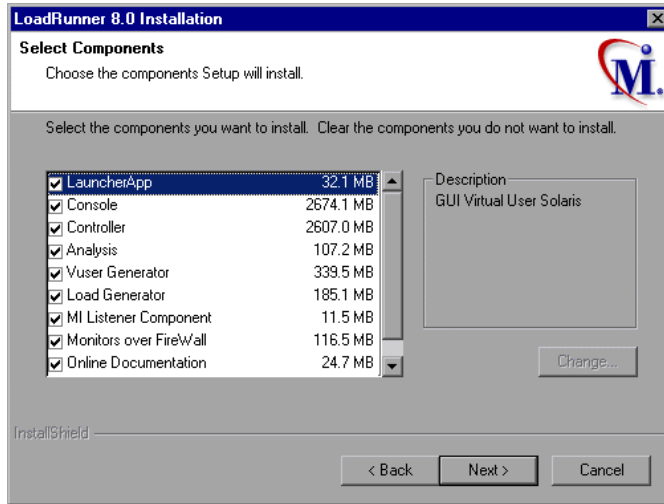 LoadRunner 8.0 Installation
Select Components
Choose the components Setup will install.
M.
Select the components you want to install. Clear the components you do not want to install.
LauncherApp 32.1 MB
Console 2674.1 MB
Controller 2607.0 MB
Analysis 107.2 MB
Vuser Generator 339.5 MB
Load Generator 185.1 MB
MI Listener Component 11.5 MB
Monitors over FireWall 116.5 MB
Online Documentation 24.7 MB
Description
GUI Virtual User Solaris
Change...
InstallShield
< Back Next > Cancel